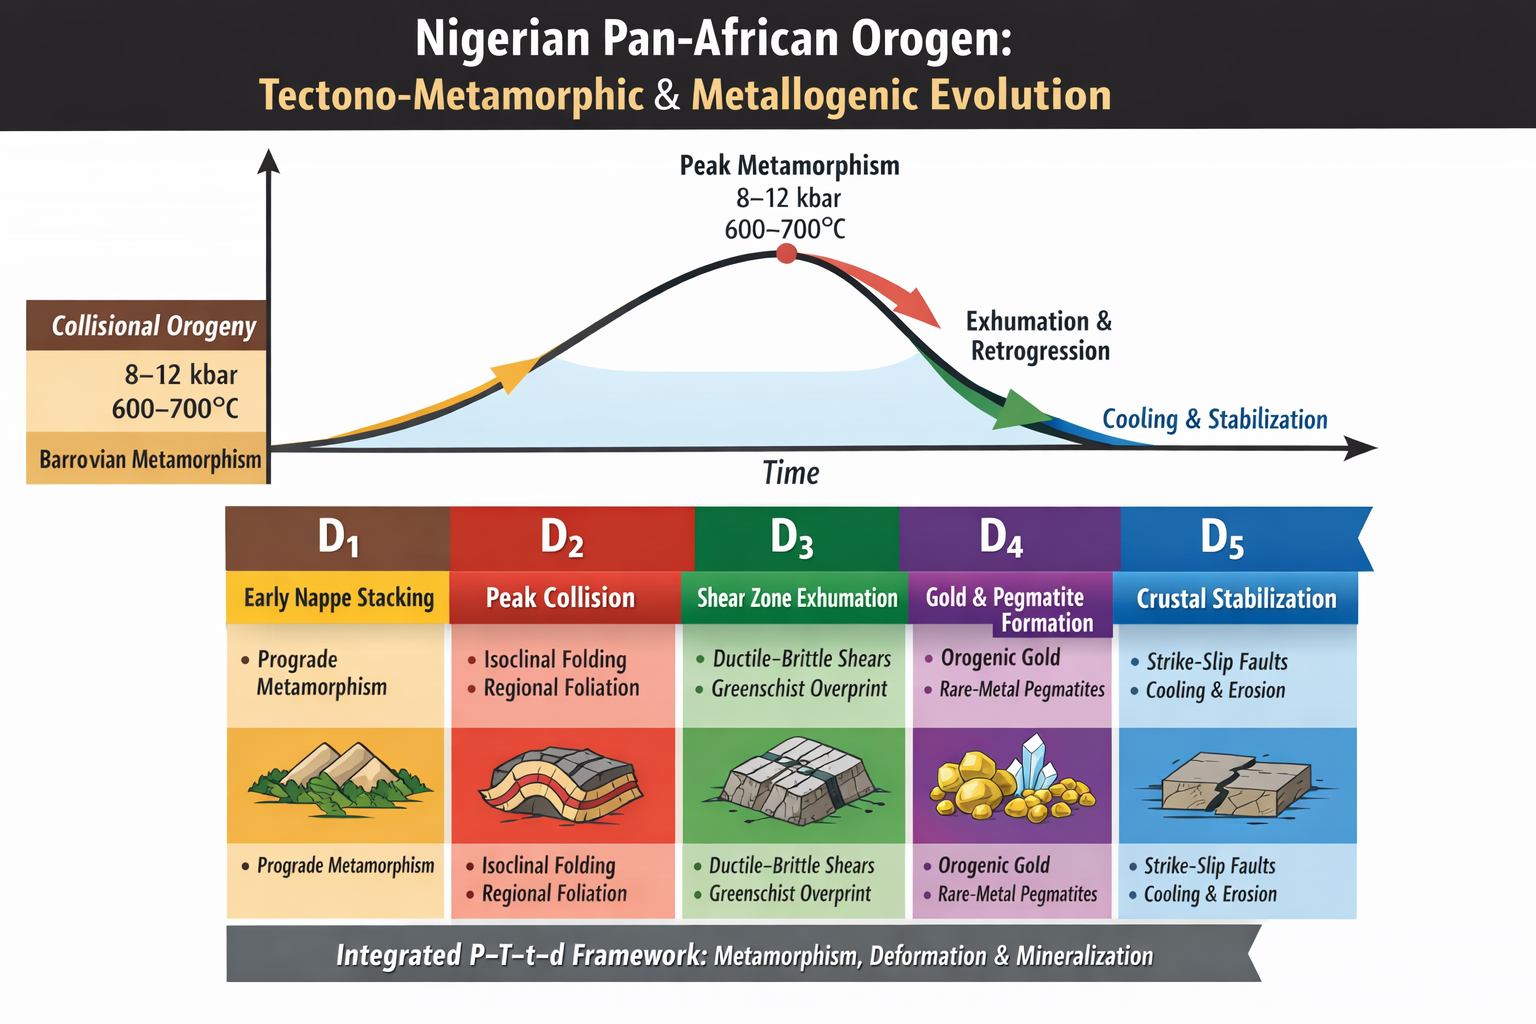 Nigerian Pan-African Orogen:
Tectono-Metamorphic & Metallogenic Evolution
Peak Metamorphism
8–12 kbar
600–700°C
Collisional Orogeny
8–12 kbar
600–700°C
Barrovian Metamorphism
Exhumation &
Retrogression
Cooling & Stabilization
Time
D1
D2
D3
D4
D5
Early Nappe Stacking
Peak Collision
Shear Zone Exhumation
Gold & Pegmatite
Formation
Crustal Stabilization
• Prograde
Metamorphism
• Isoclinal Folding
• Regional Foliation
• Ductile–Brittle Shears
• Greenschist Overprint
• Orogenic Gold
• Rare-Metal Pegmatites
• Strike-Slip Faults
• Cooling & Erosion
• Prograde Metamorphism
• Isoclinal Folding
• Regional Foliation
• Ductile–Brittle Shears
• Greenschist Overprint
• Orogenic Gold
• Rare-Metal Pegmatites
• Strike-Slip Faults
• Cooling & Erosion
Integrated P–T–t–d Framework: Metamorphism, Deformation & Mineralization